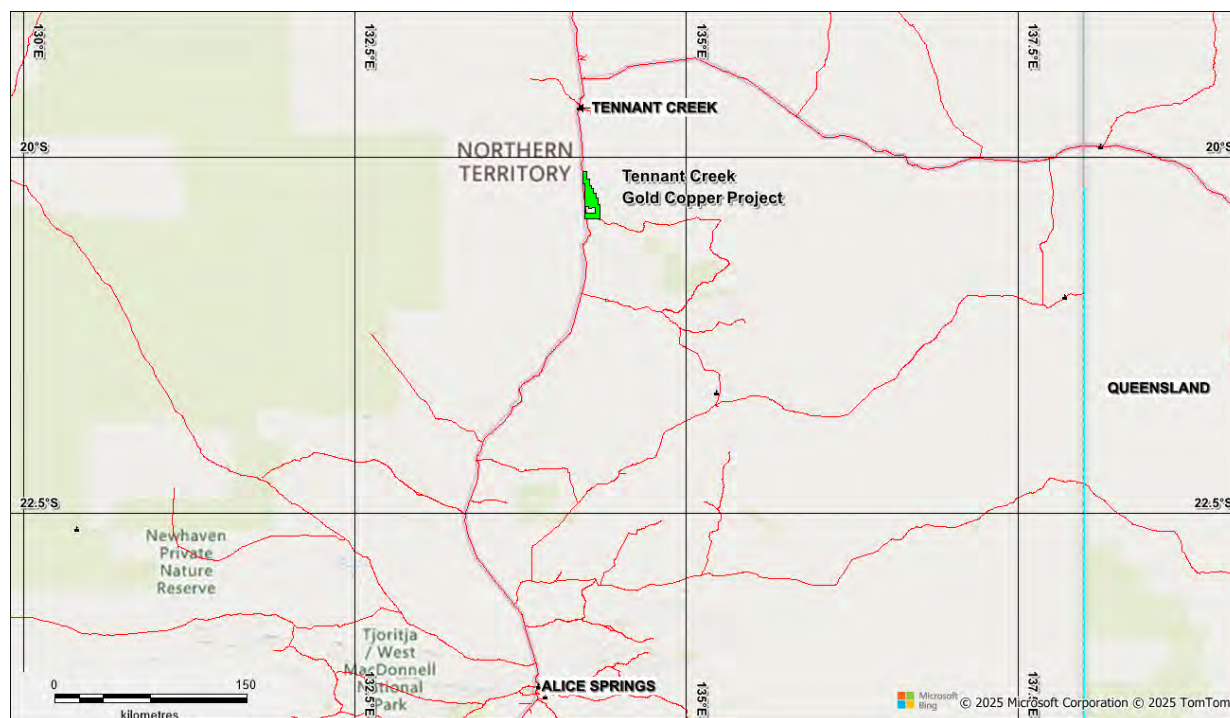 130°E
132.5°E
135°E
137.5°E
TENNANT CREEK
20°S
20°S
NORTHERN
TERRITORY
Tennant Creek
Gold Copper Project
QUEENSLAND
22.5°S
22.5°S
Newhaven
Private
Nature
Reserve
Tjoritja
/ West
MacDonnell
National
Park
ALICE SPRINGS
0 150
kilometres
132.5°E
135°E
137.5°E
Microsoft
Bing
© 2025 Microsoft Corporation © 2025 TomTom